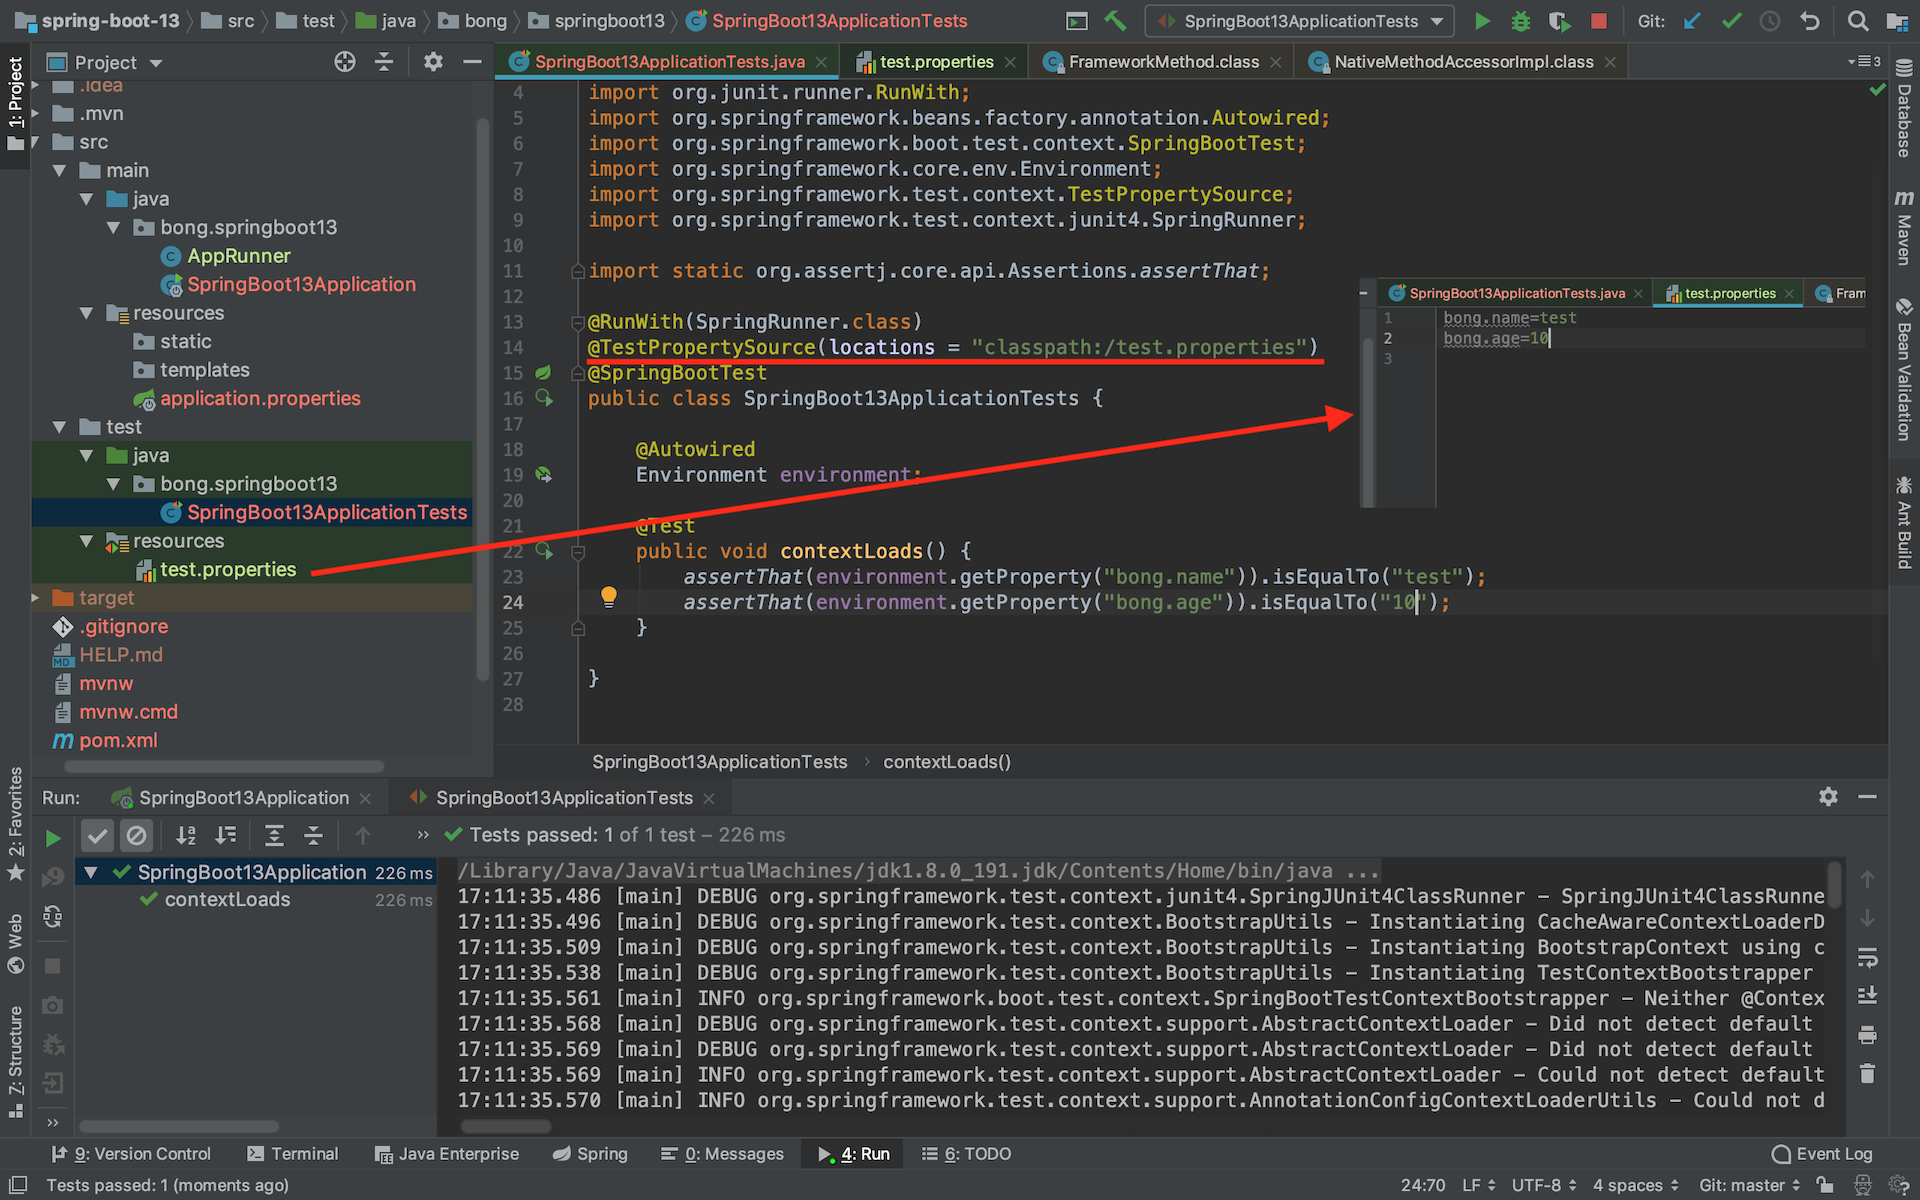 spring-boot-13 src test java bong springboot13 SpringBoot13ApplicationTests
SpringBoot13ApplicationTests
Git:
Project
SpringBoot13ApplicationTests.java test.properties FrameworkMethod.class NativeMethodAccessorImpl.class
3
1: Project
.idea
.mvn
src
main
java
bong.springboot13
AppRunner
SpringBoot13Application
resources
static
templates
application.properties
test
java
bong.springboot13
SpringBoot13ApplicationTests
resources
test.properties
target
.gitignore
HELP.md
mvnw
mvnw.cmd
pom.xml
4 import org.junit.runner.RunWith;
5 import org.springframework.beans.factory.annotation.Autowired;
6 import org.springframework.boot.test.context.SpringBootTest;
7 import org.springframework.core.env.Environment;
8 import org.springframework.test.context.TestPropertySource;
9 import org.springframework.test.context.junit4.SpringRunner;
10
11 import static org.assertj.core.api.Assertions.assertThat;
12
13 @RunWith(SpringRunner.class)
14 @TestPropertySource(locations = "classpath:/test.properties")
15 @SpringBootTest
16 public class SpringBoot13ApplicationTests {
17
18 @Autowired
19 Environment environment;
20
21 @Test
22 public void contextLoads() {
23 assertThat(environment.getProperty("bong.name")).isEqualTo("test");
24 assertThat(environment.getProperty("bong.age")).isEqualTo("10");
25 }
26
27 }
28
SpringBoot13ApplicationTests.java test.properties Fram
1 bong.name=test
2 bong.age=10
3
Database
Maven
Bean Validation
Ant Build
SpringBoot13ApplicationTests › contextLoads()
Run: SpringBoot13Application SpringBoot13ApplicationTests
Tests passed: 1 of 1 test – 226 ms
SpringBoot13Application 226 ms
contextLoads 226 ms
/Library/Java/JavaVirtualMachines/jdk1.8.0_191.jdk/Contents/Home/bin/java ...
17:11:35.486 [main] DEBUG org.springframework.test.context.junit4.SpringJUnit4ClassRunner – SpringJUnit4ClassRunne
17:11:35.496 [main] DEBUG org.springframework.test.context.BootstrapUtils – Instantiating CacheAwareContextLoaderD
17:11:35.509 [main] DEBUG org.springframework.test.context.BootstrapUtils – Instantiating BootstrapContext using c
17:11:35.538 [main] DEBUG org.springframework.test.context.BootstrapUtils – Instantiating TestContextBootstrapper
17:11:35.561 [main] INFO org.springframework.boot.test.context.SpringBootTestContextBootstrapper – Neither @Contex
17:11:35.568 [main] DEBUG org.springframework.test.context.support.AbstractContextLoader – Did not detect default
17:11:35.569 [main] DEBUG org.springframework.test.context.support.AbstractContextLoader – Did not detect default
17:11:35.569 [main] INFO org.springframework.test.context.support.AbstractContextLoader – Could not detect default
17:11:35.570 [main] INFO org.springframework.test.context.support.AnnotationConfigContextLoaderUtils – Could not d
2: Favorites
Web
Z: Structure
9: Version Control Terminal Java Enterprise Spring 0: Messages 4: Run 6: TODO Event Log
Tests passed: 1 (moments ago) 24:70 LF UTF-8 4 spaces Git: master